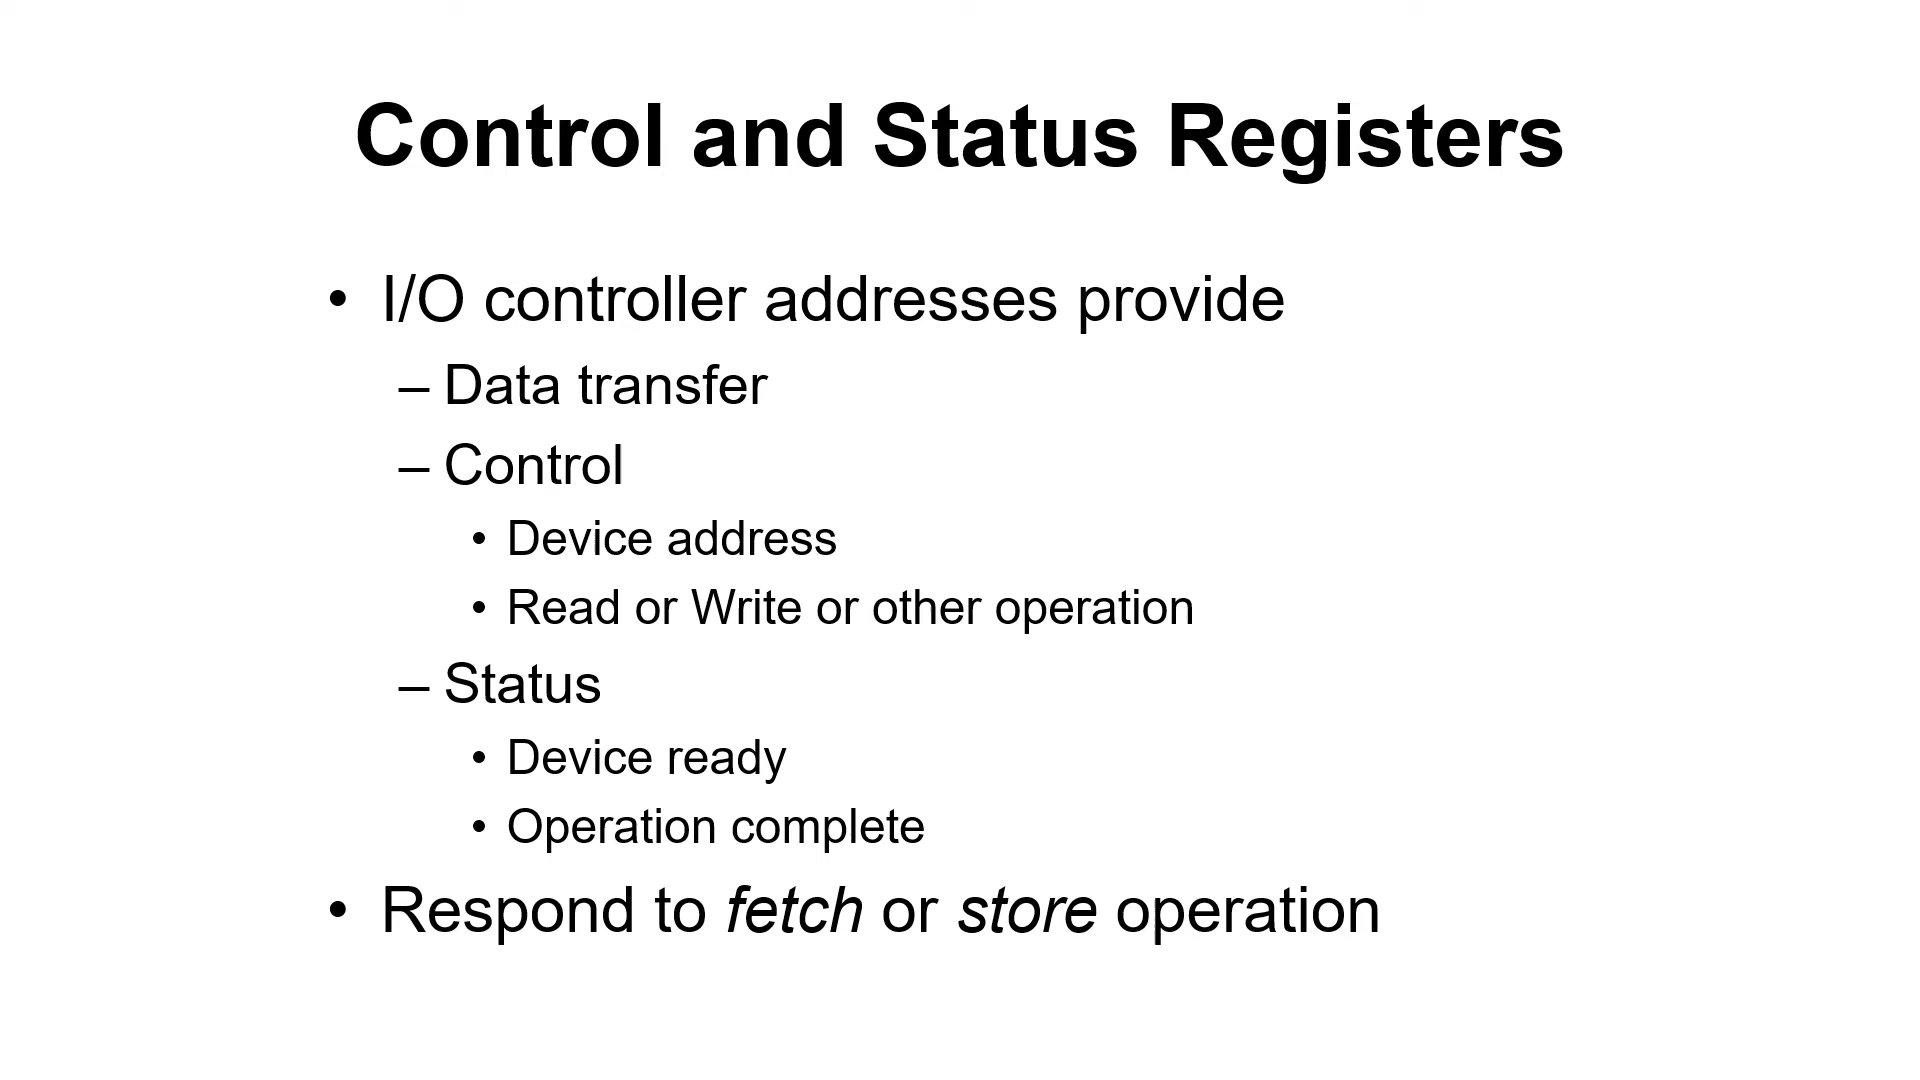 Control and Status Registers
• I/O controller addresses provide
– Data transfer
– Control
• Device address
• Read or Write or other operation
– Status
• Device ready
• Operation complete
• Respond to fetch or store operation